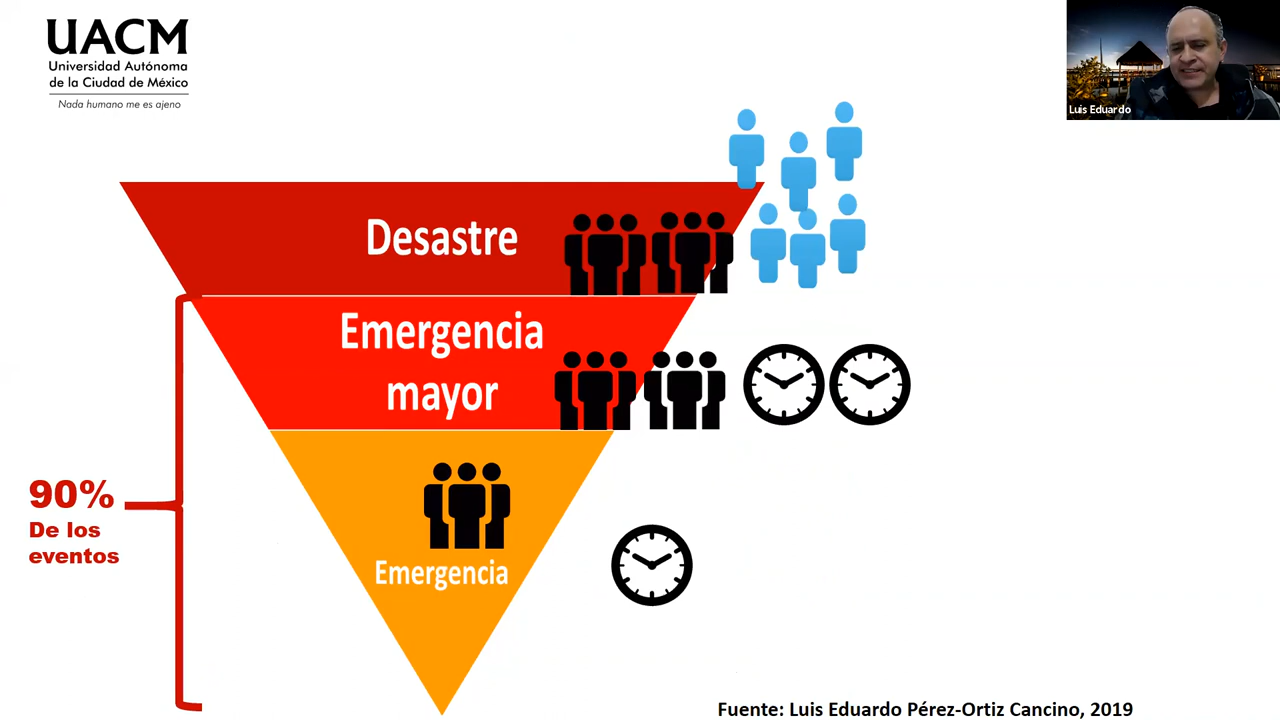 UACM
Universidad Autónoma
de la Ciudad de México
Nada humano me es ajeno
Luis Eduardo
Desastre
Emergencia
mayor
90%
De los
eventos
Emergencia
Fuente: Luis Eduardo Pérez-Ortiz Cancino, 2019